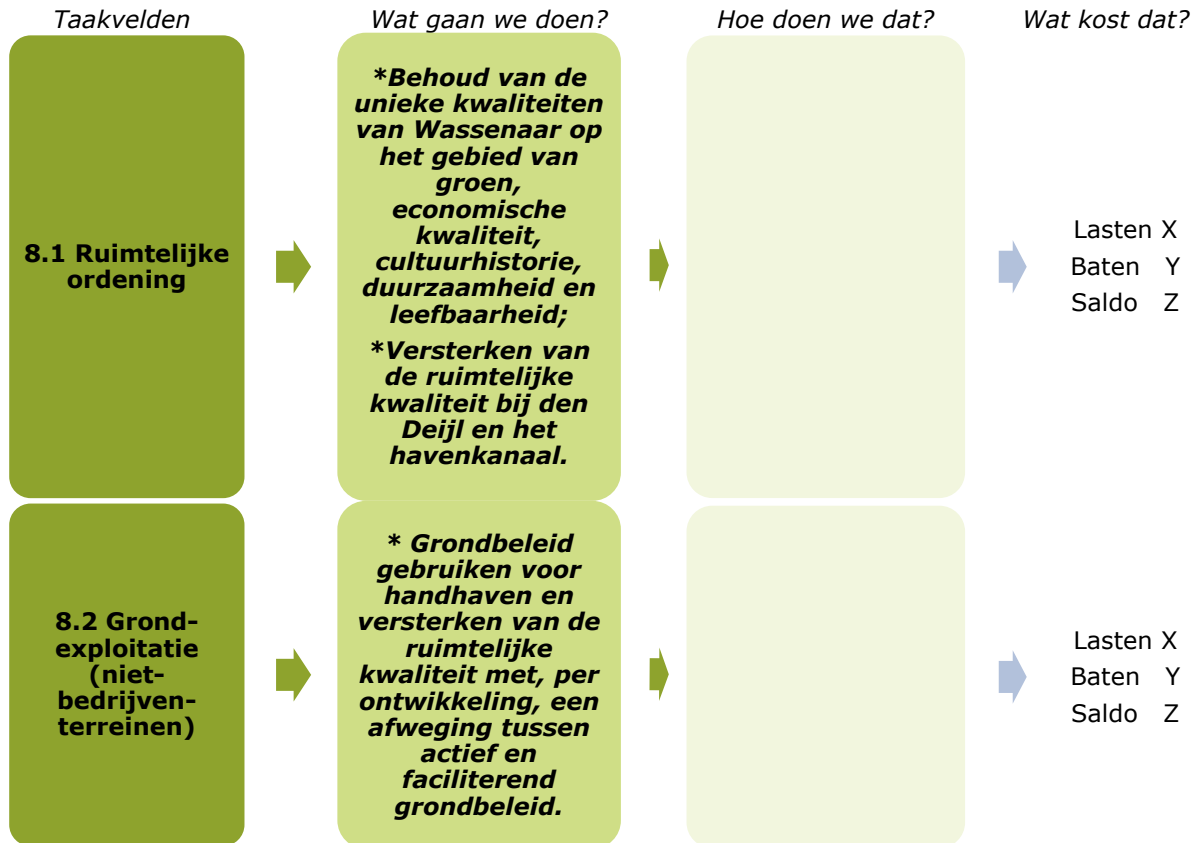 Taakvelden
Wat gaan we doen?
Hoe doen we dat?
Wat kost dat?
8.1 Ruimtelijke
ordening
*Behoud van de
unieke kwaliteiten
van Wassenaar op
het gebied van
groen,
economische
kwaliteit,
cultuurhistorie,
duurzaamheid en
leefbaarheid;
*Versterken van
de ruimtelijke
kwaliteit bij den
Deijl en het
havenkanaal.
Lasten X
Baten Y
Saldo Z
8.2 Grond-
exploitatie
(niet-
bedrijven-
terreinen)
* Grondbeleid
gebruiken voor
handhaven en
versterken van de
ruimtelijke
kwaliteit met, per
ontwikkeling, een
afweging tussen
actief en
faciliterend
grondbeleid.
Lasten X
Baten Y
Saldo Z